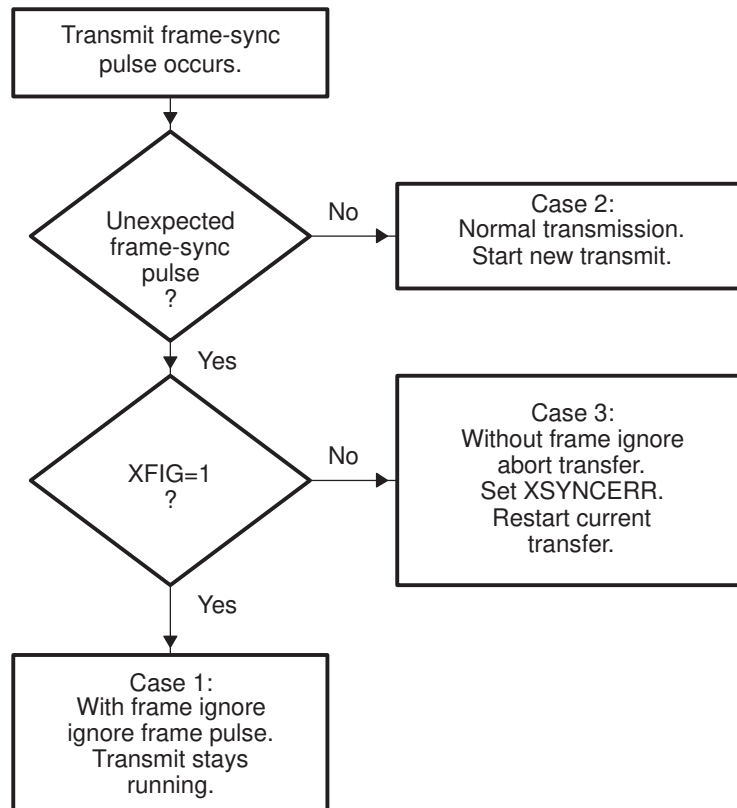 Transmit frame-sync
pulse occurs.
Unexpected
frame-sync
pulse
?
No
Case 2:
Normal transmission.
Start new transmit.
Yes
XFIG=1
?
No
Case 3:
Without frame ignore
abort transfer.
Set XSYNCERR.
Restart current
transfer.
Yes
Case 1:
With frame ignore
ignore frame pulse.
Transmit stays
running.